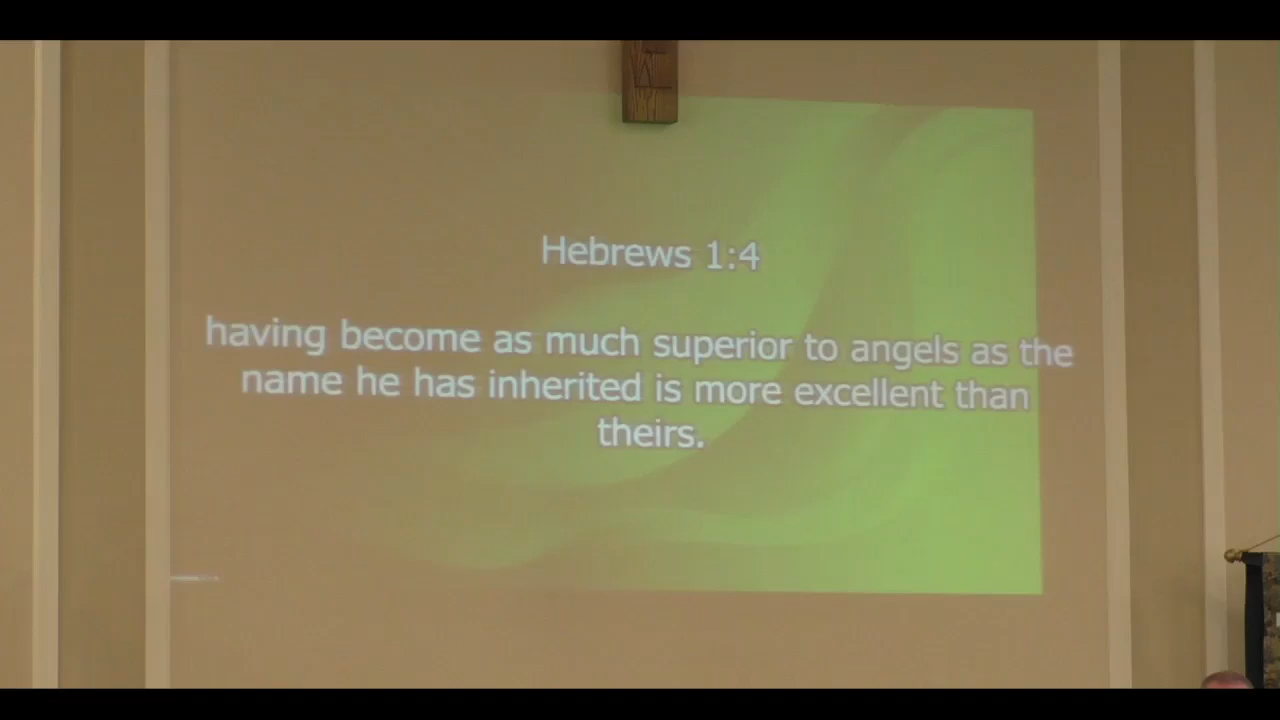 Hebrews 1:4
having become as much superior to angels as the
name he has inherited is more excellent than
theirs.